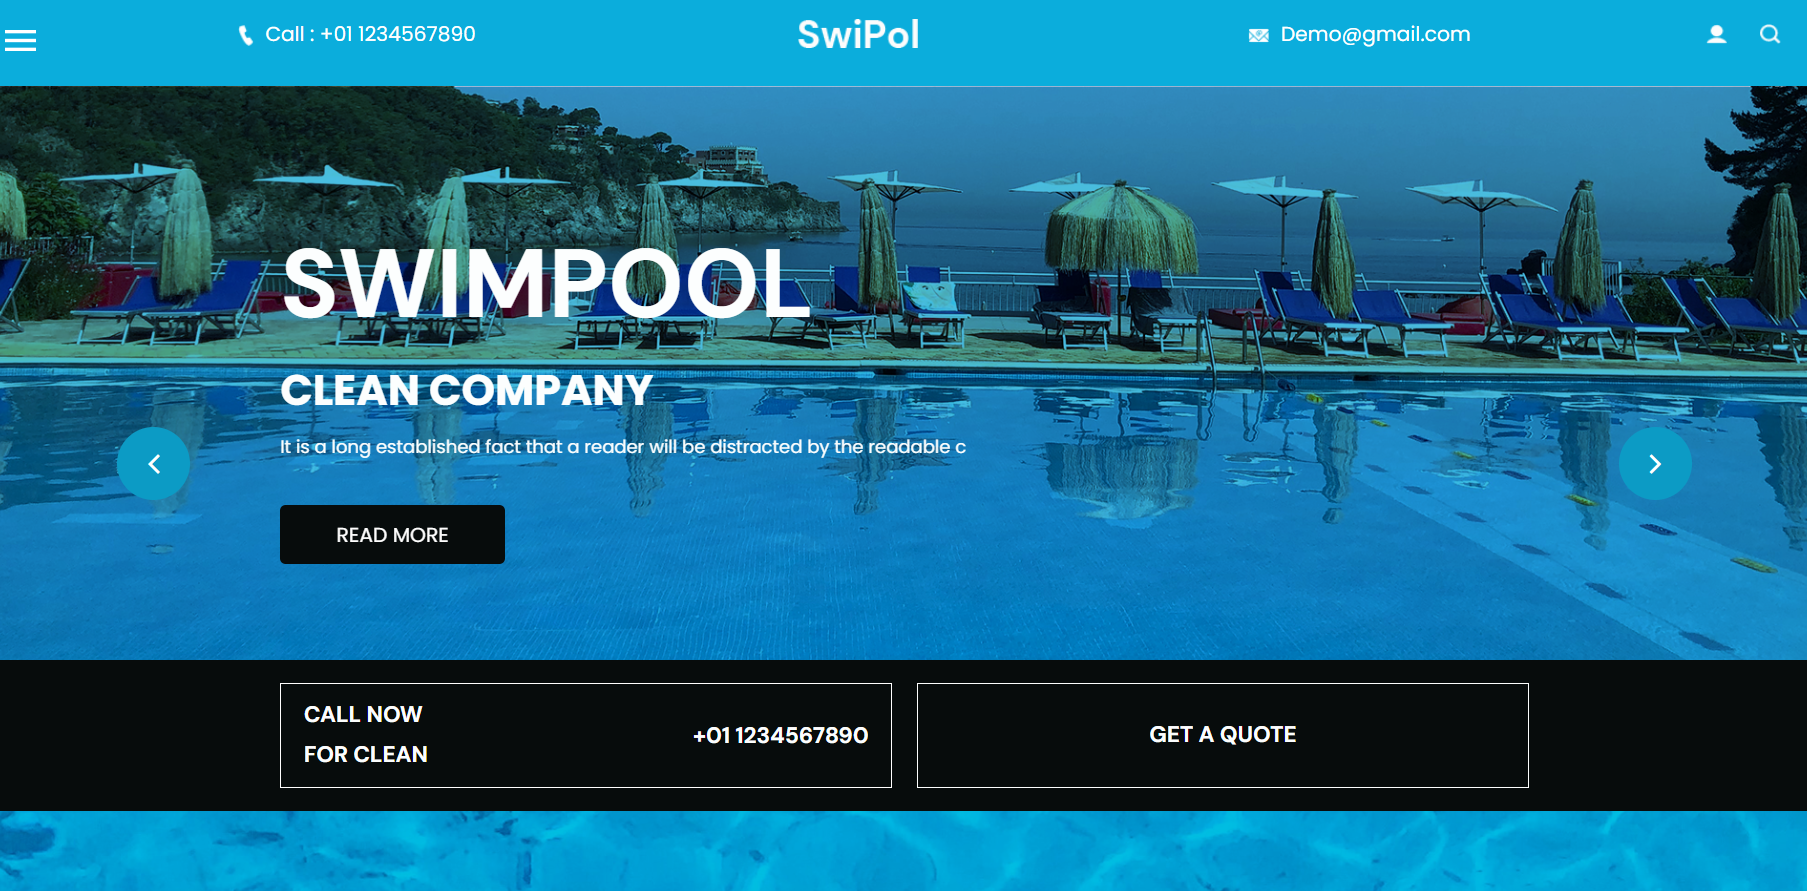 Call : +01 1234567890
SwiPol
Demo@gmail.com
SWIMPOOL
CLEAN COMPANY
It is a long established fact that a reader will be distracted by the readable c
READ MORE
CALL NOW
FOR CLEAN
+01 1234567890
GET A QUOTE